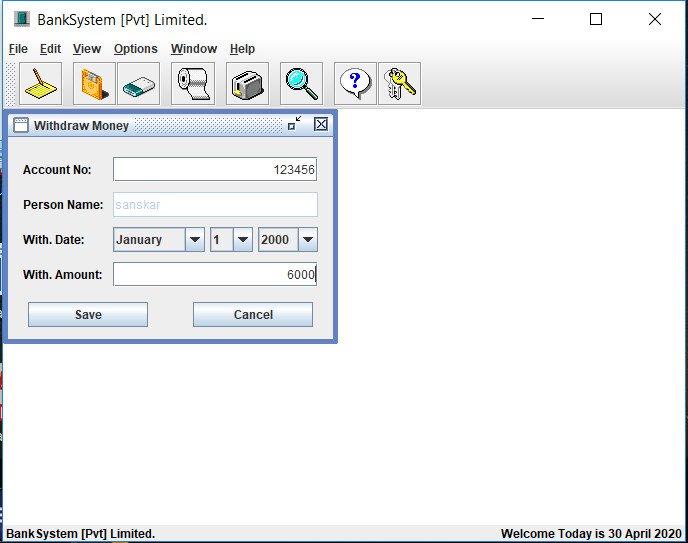 BankSystem [Pvt] Limited.
File Edit View Options Window Help
?
Withdraw Money
Account No: 123456
Person Name: sanskar
With. Date: January 1 2000
With. Amount: 6000
Save Cancel
BankSystem [Pvt] Limited. Welcome Today is 30 April 2020